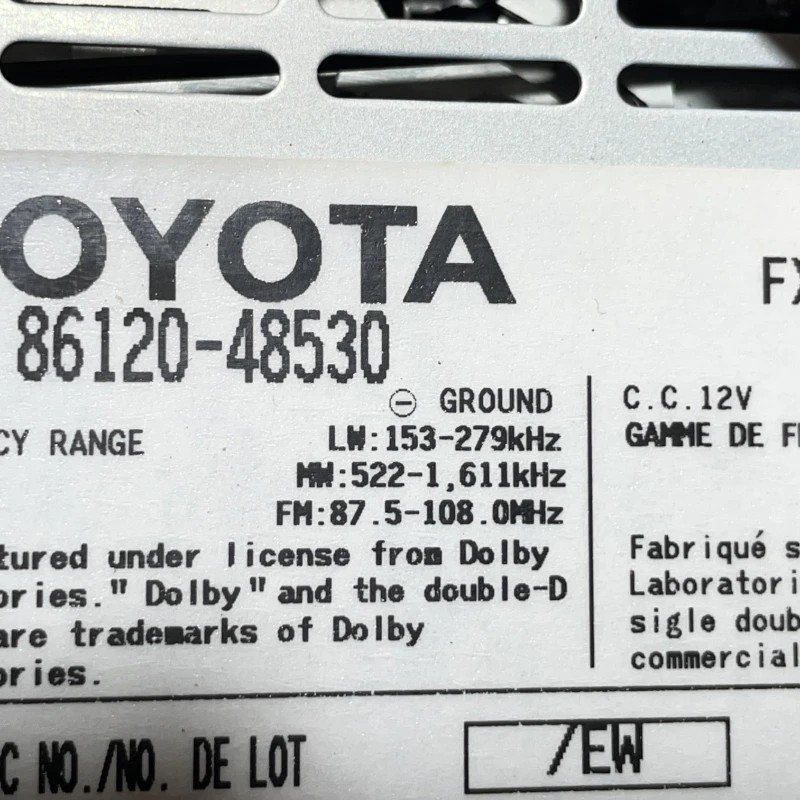 OYOTA
FX
86120-48530
⊖ GROUND
CY RANGE LW:153-279kHz
MW:522-1,611kHz
FM:87.5-108.0MHz
tured under license from Dolby
ories." Dolby"and the double-D
are trademarks of Dolby
ories.
C.C.12V
GAMME DE F
Fabriqué s
Laboratori
sigle doub
commercial
C NO./NO. DE LOT
/EW